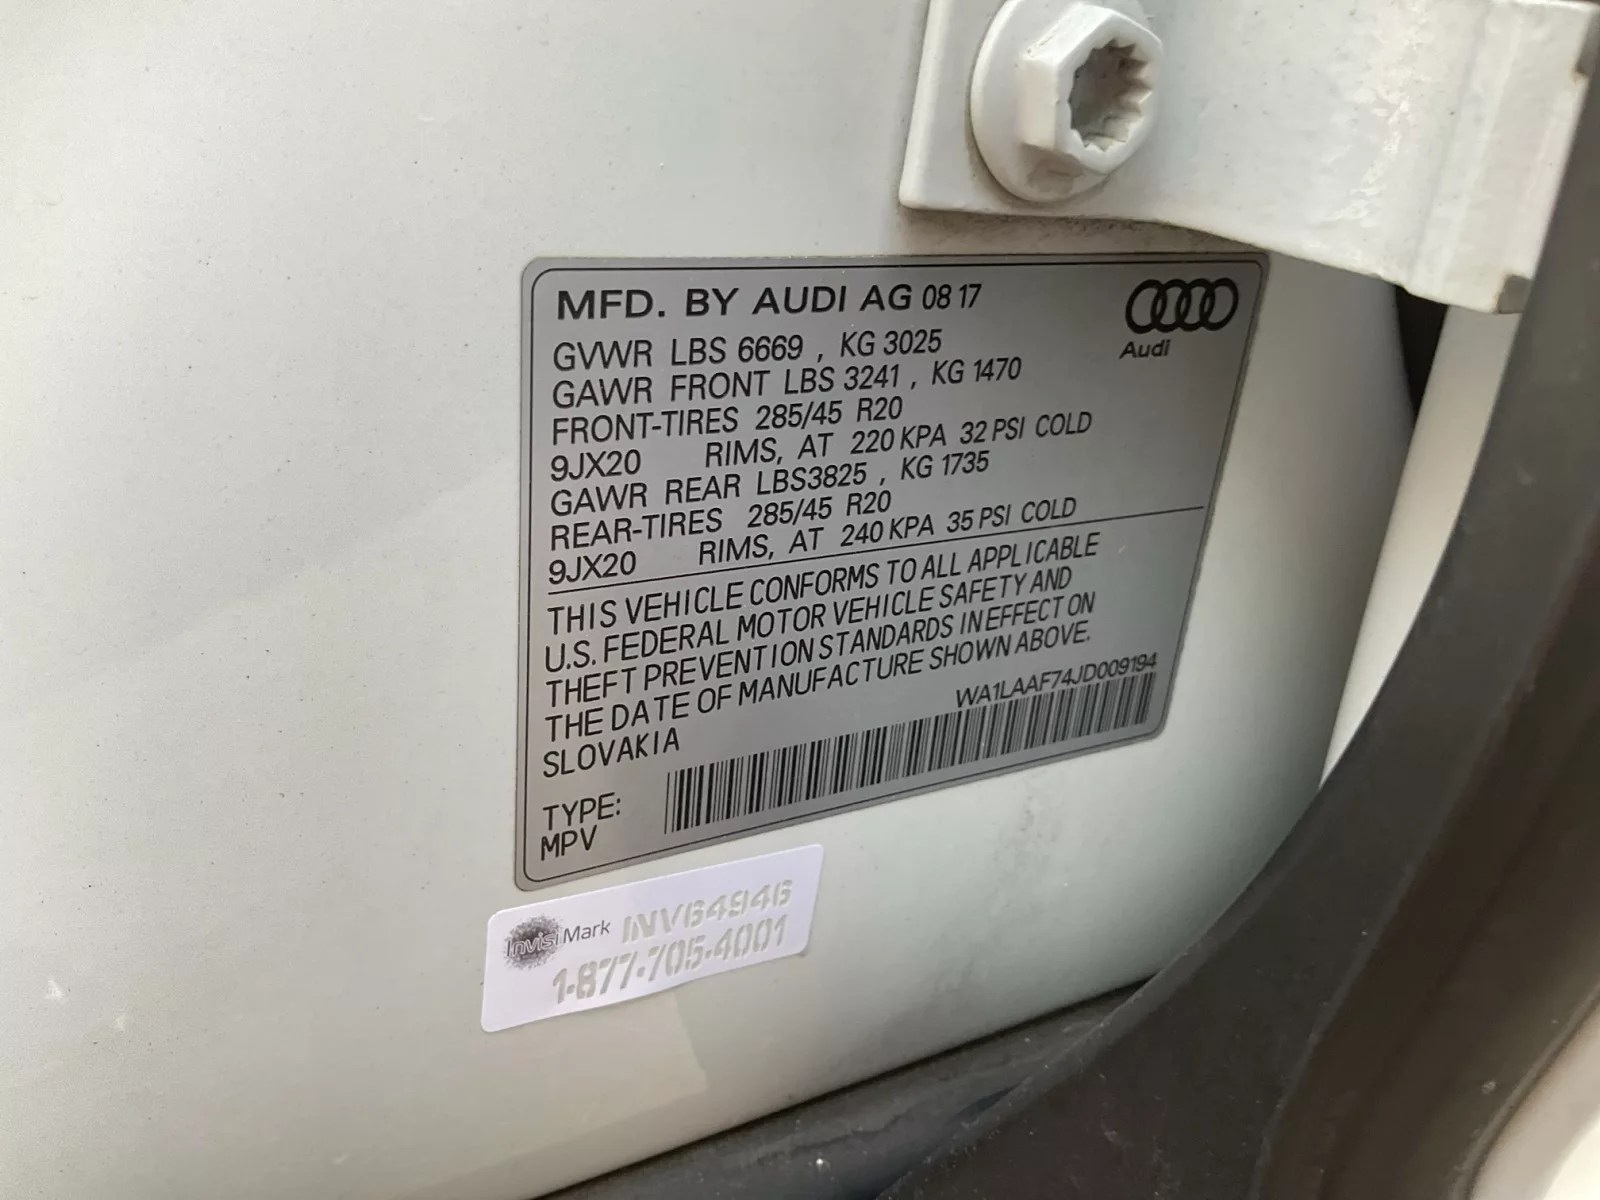 MFD. BY AUDI AG 08 17
Audi
GVWR LBS 6669 , KG 3025
GAWR FRONT LBS 3241 , KG 1470
FRONT-TIRES 285/45 R20
9JX20 RIMS, AT 220 KPA 32 PSI COLD
GAWR REAR LBS3825 , KG 1735
REAR-TIRES 285/45 R20
9JX20 RIMS, AT 240 KPA 35 PSI COLD
THIS VEHICLE CONFORMS TO ALL APPLICABLE
U.S. FEDERAL MOTOR VEHICLE SAFETY AND
THEFT PREVENTION STANDARDS IN EFFECT ON
THE DATE OF MANUFACTURE SHOWN ABOVE.
SLOVAKIA
WA1LAAF74JD009194
TYPE:
MPV
InvisiMark INV64946
1-877-705-4001